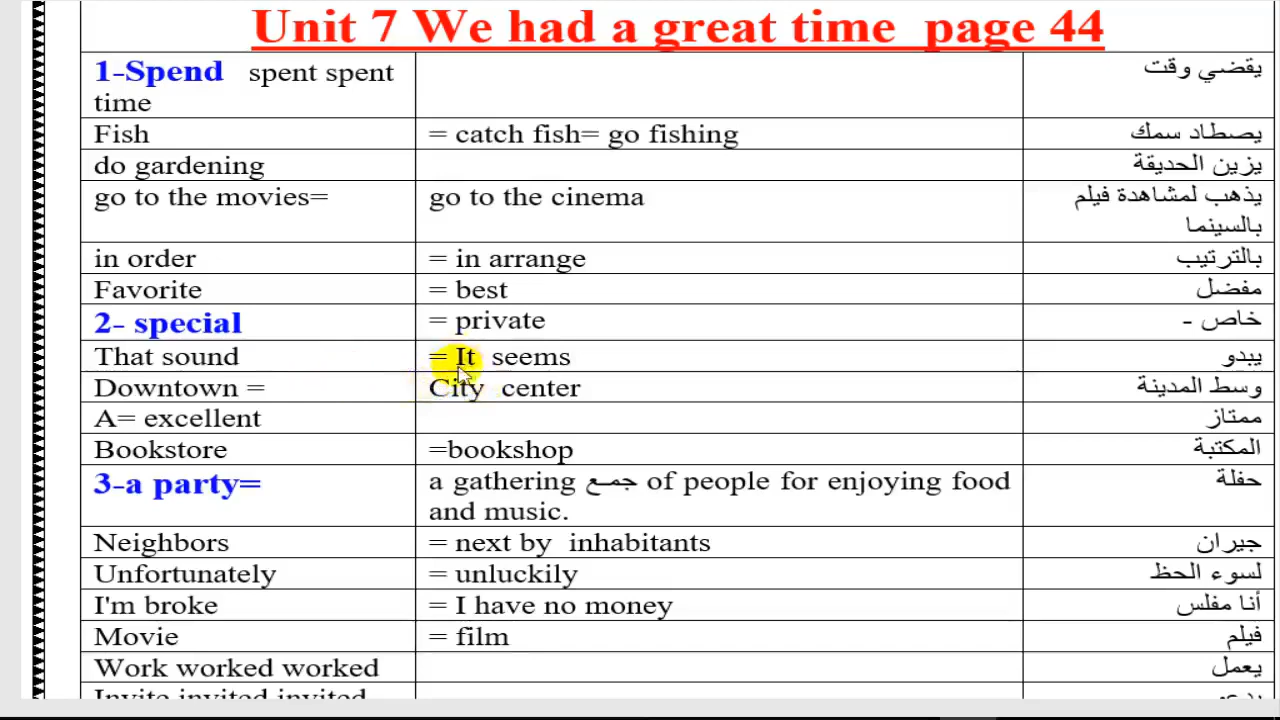 Unit 7 We had a great time page 44
1-Spend spent spent يقضي وقت
time
Fish = catch fish= go fishing يصطاد سمك
do gardening يزين الحديقة
go to the movies= go to the cinema يذهب لمشاهدة فيلم
بالسينما
in order = in arrange بالترتيب
Favorite = best مفضل
2- special = private خاص -
That sound = It seems يبدو
Downtown = City center وسط المدينة
A= excellent ممتاز
Bookstore =bookshop المكتبة
3-a party= a gathering جمع of people for enjoying food حفلة
and music.
Neighbors = next by inhabitants جيران
Unfortunately = unluckily لسوء الحظ
I'm broke = I have no money أنا مفلس
Movie = film فيلم
Work worked worked يعمل
Invite invited invited